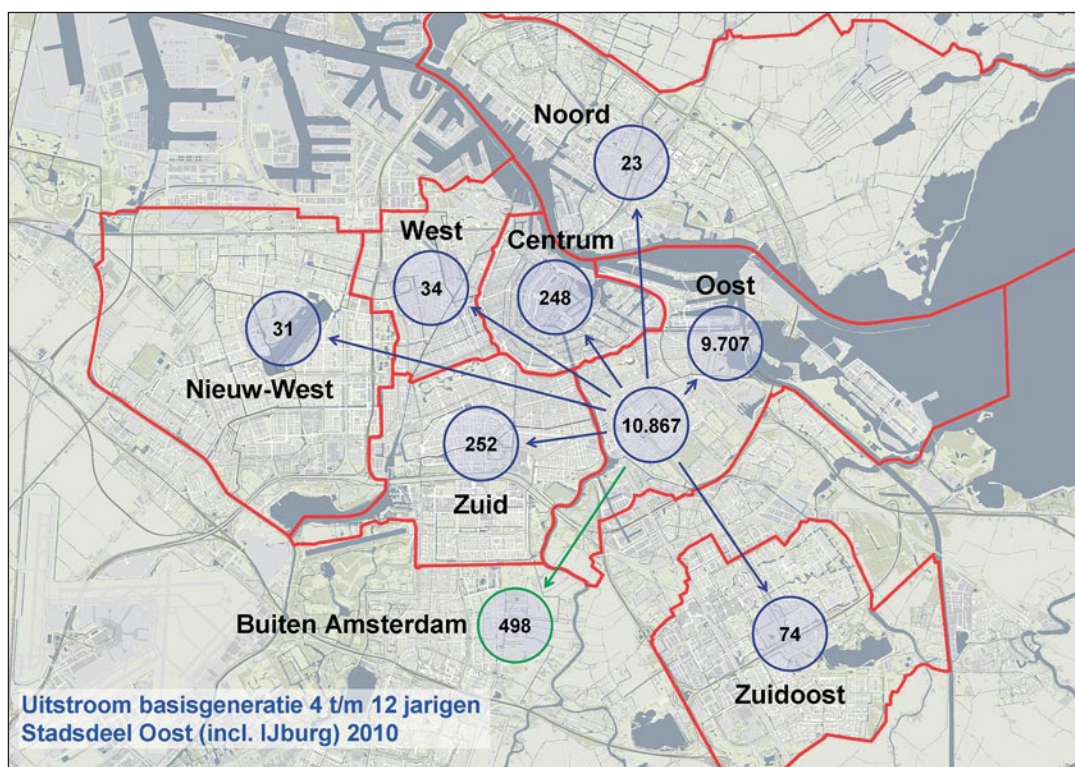 Noord
23
West
34
Centrum
248
Oost
9.707
31
Nieuw-West
10.867
252
Zuid
Buiten Amsterdam
498
74
Zuidoost
Uitstroom basisgeneratie 4 t/m 12 jarigen
Stadsdeel Oost (incl. IJburg) 2010